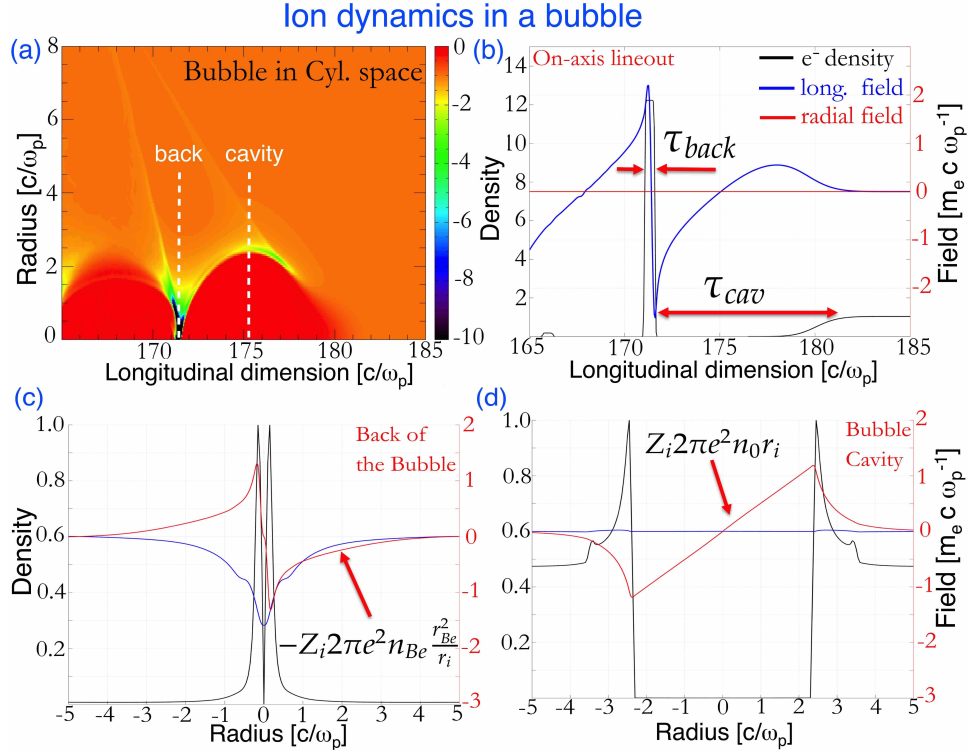 Ion dynamics in a bubble
(a)
Bubble in Cyl. space
back
cavity
8
6
4
2
0
Radius [c/ωp]
170
175
180
185
Longitudinal dimension [c/ωp]
0
-2
-4
-6
-8
-10
(b)
On-axis lineout
e- density
long. field
radial field
τback
τcav
14
12
10
8
6
4
2
Density
165
170
175
180
185
Longitudinal dimension [c/ωp]
2
1
0
-1
-2
Field [me c ωp-1]
(c)
Back of
the Bubble
−Zi2πe2nBe r2Be/ri
1.0
0.8
0.6
0.4
0.2
Density
-5 -4 -3 -2 -1 0 1 2 3 4 5
Radius [c/ωp]
2
1
0
-1
-2
-3
(d)
Zi2πe2n0ri
Bubble
Cavity
1.0
0.8
0.6
0.4
0.2
-5 -4 -3 -2 -1 0 1 2 3 4 5
Radius [c/ωp]
2
1
0
-1
-2
-3
Field [me c ωp-1]